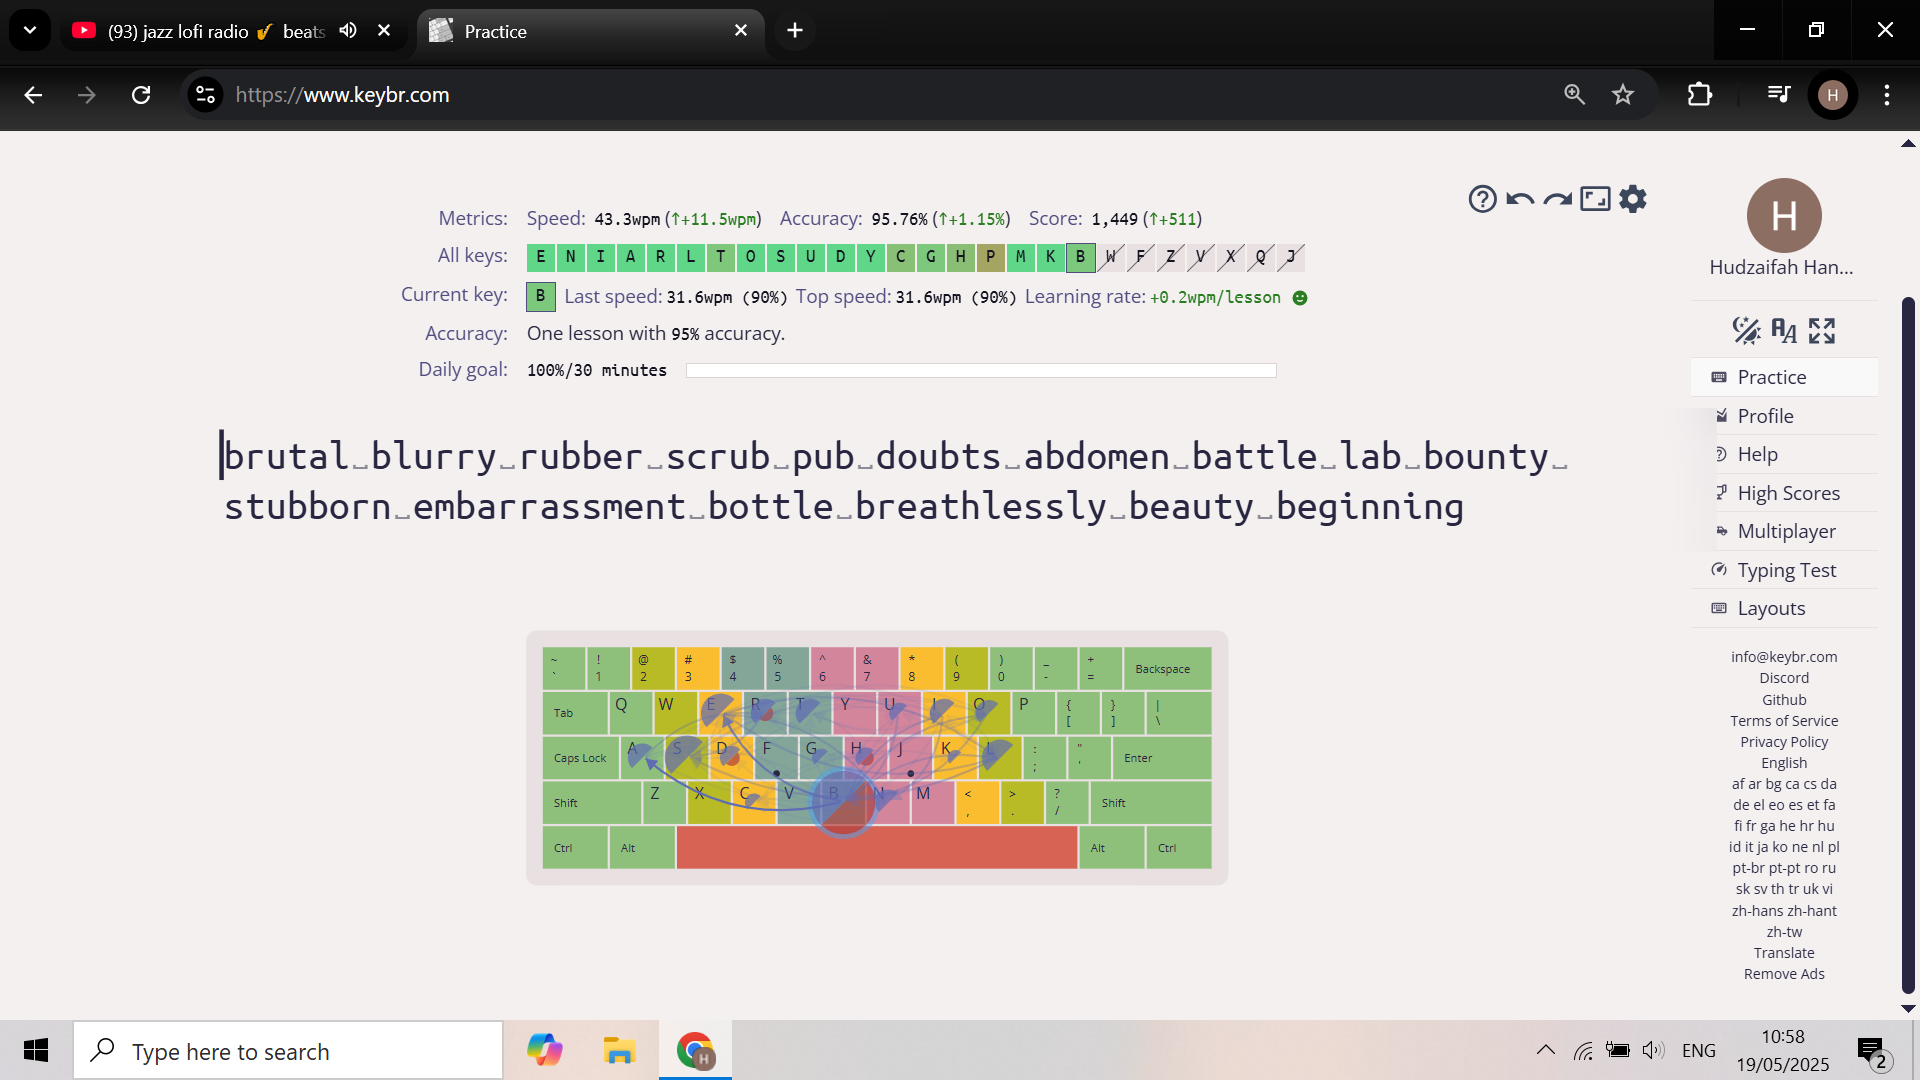 (93) jazz lofi radio 🎷 beats
Practice
https://www.keybr.com
H
Metrics: Speed: 43.3wpm (↑+11.5wpm) Accuracy: 95.76% (↑+1.15%) Score: 1,449 (↑+511)
All keys: E N I A R L T O S U D Y C G H P M K B W F Z V X Q J
Current key: B Last speed: 31.6wpm (90%) Top speed: 31.6wpm (90%) Learning rate: +0.2wpm/lesson
Accuracy: One lesson with 95% accuracy.
Daily goal: 100%/30 minutes
brutal␣blurry␣rubber␣scrub␣pub␣doubts␣abdomen␣battle␣lab␣bounty␣
stubborn␣embarrassment␣bottle␣breathlessly␣beauty␣beginning
~ ! @ # $ % ^ & * ( ) _ +
` 1 2 3 4 5 6 7 8 9 0 - = Backspace
Tab Q W E R T Y U I O P { [ } ] | \
Caps Lock A S D F G H J K L : ; " ' Enter
Shift Z X C V B N M < , > . ? / Shift
Ctrl Alt Alt Ctrl
H
Hudzaifah Han...
Practice
Profile
Help
High Scores
Multiplayer
Typing Test
Layouts
info@keybr.com
Discord
Github
Terms of Service
Privacy Policy
English
af ar bg ca cs da
de el eo es et fa
fi fr ga he hr hu
id it ja ko ne nl pl
pt-br pt-pt ro ru
sk sv th tr uk vi
zh-hans zh-hant
zh-tw
Translate
Remove Ads
Type here to search
H
ENG
10:58
19/05/2025
2